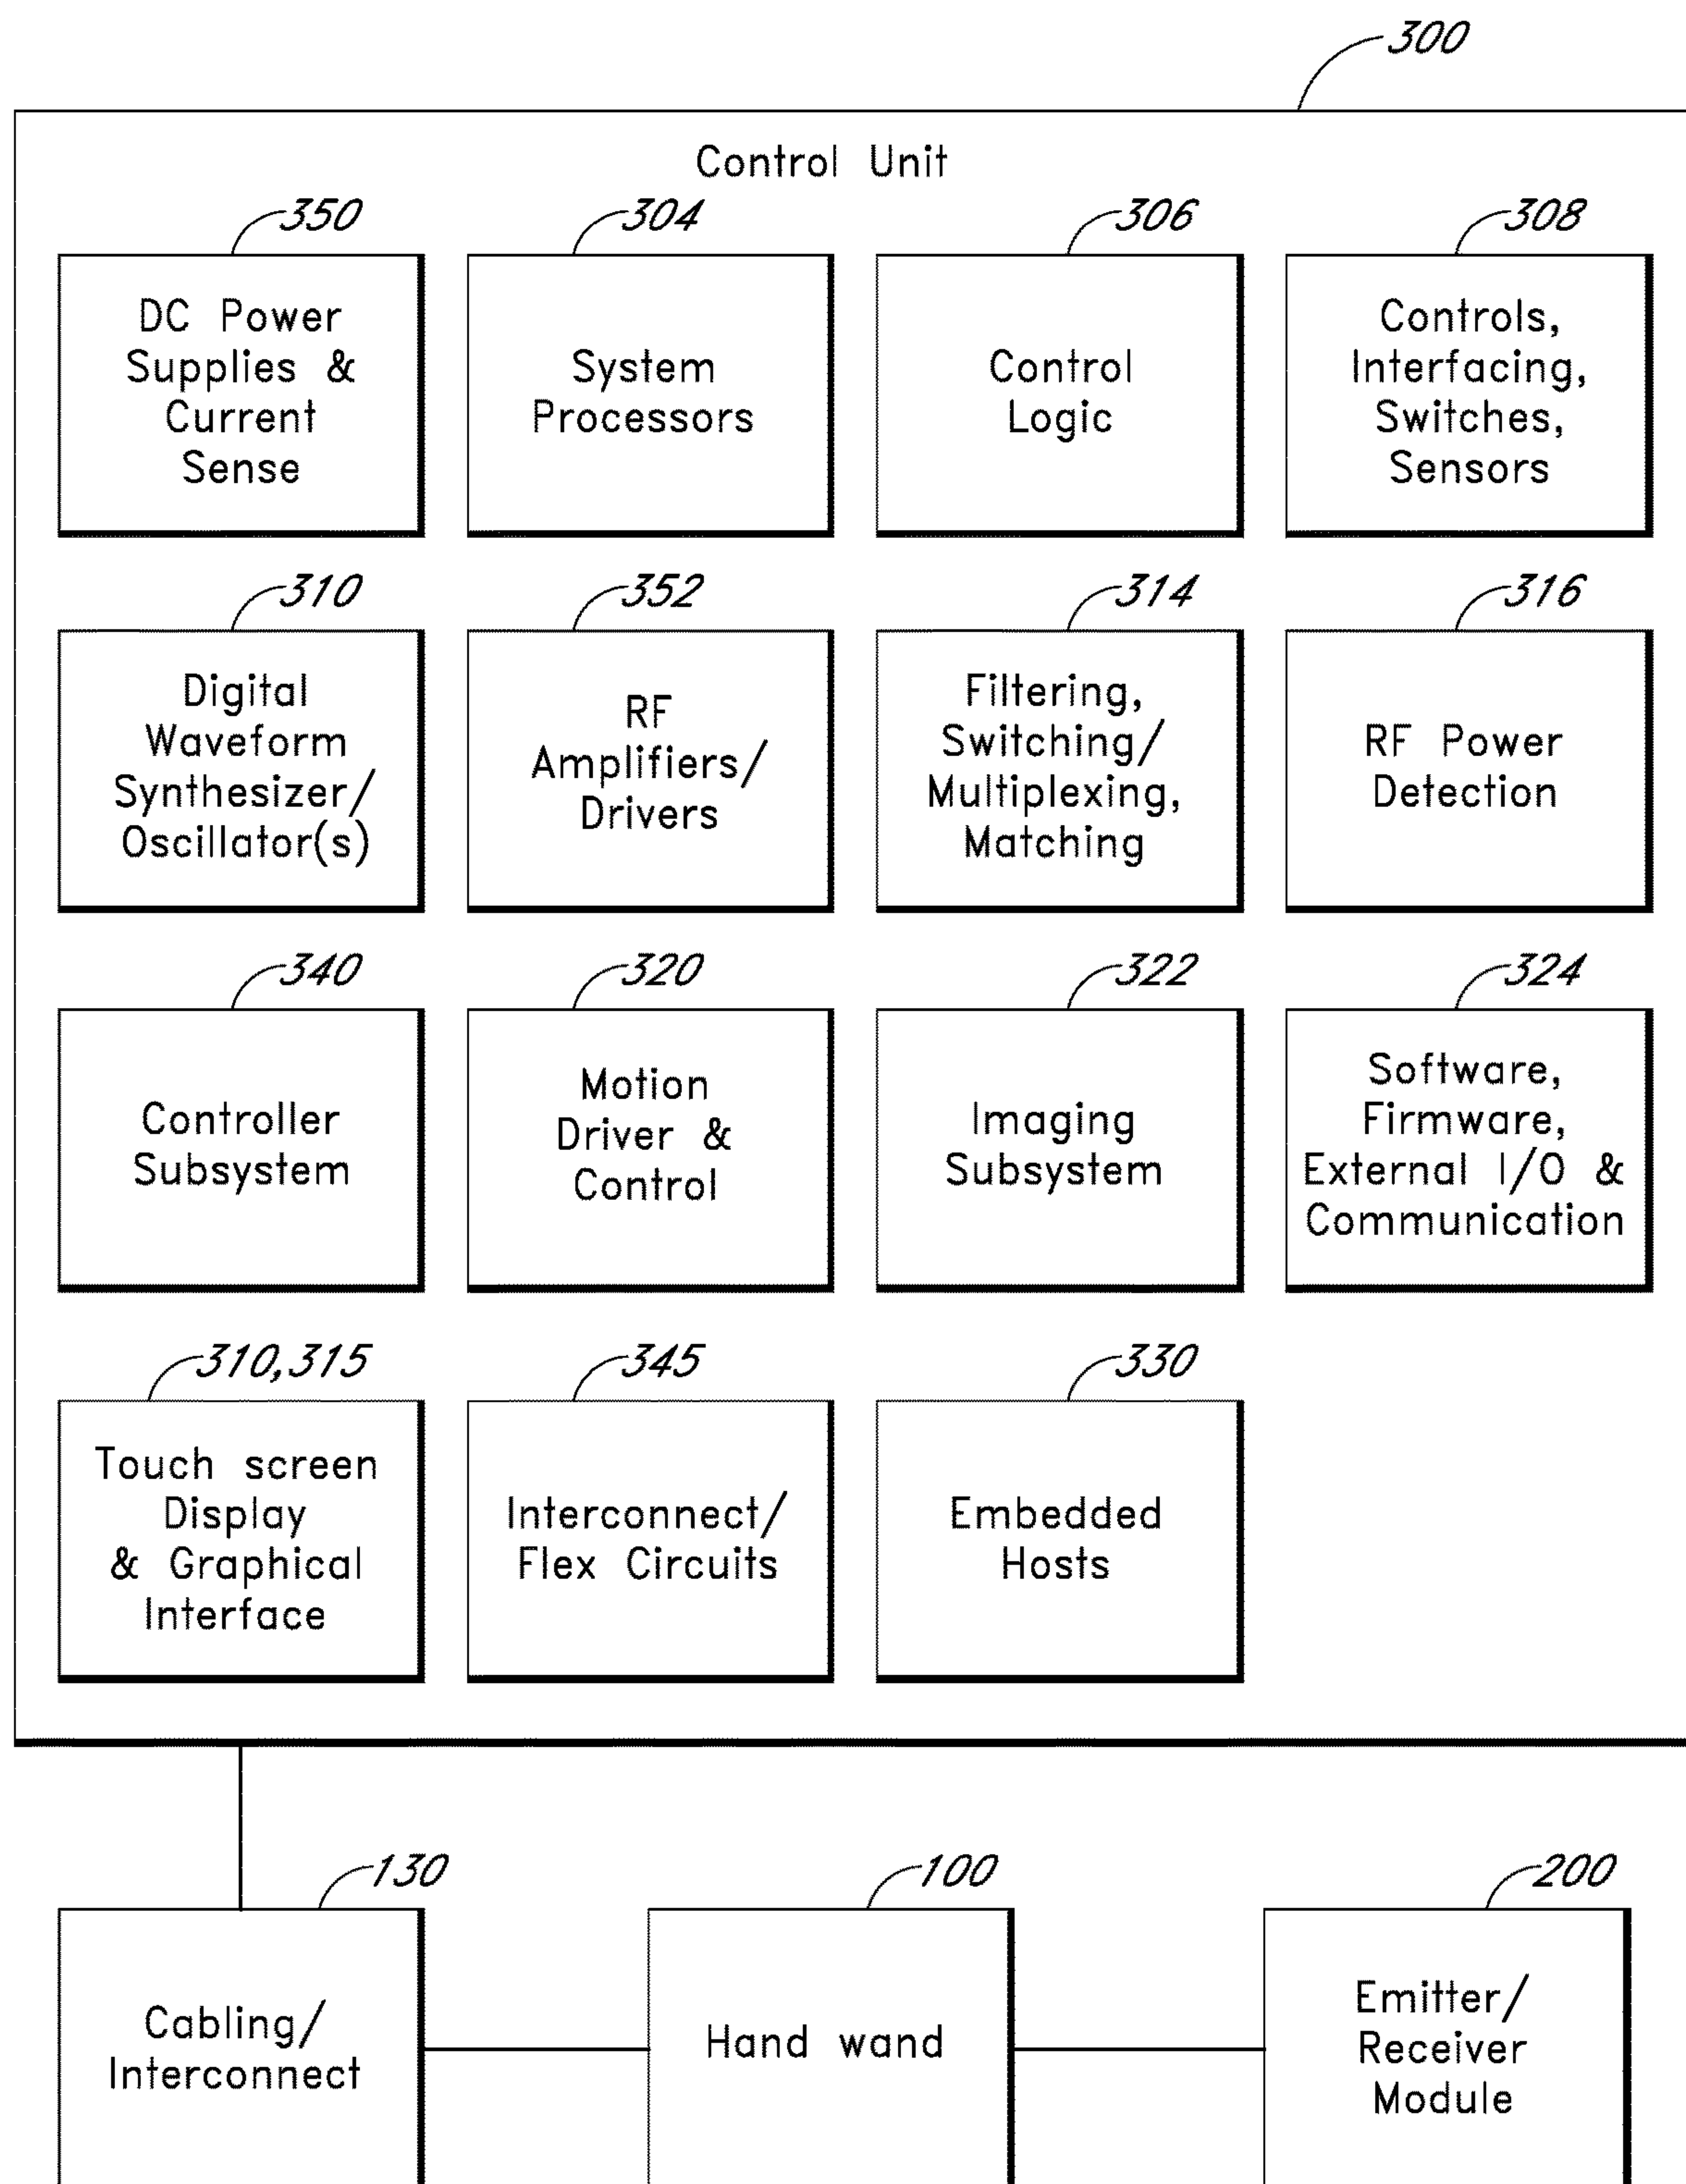 300
Control Unit
350
DC Power
Supplies &
Current
Sense
304
System
Processors
306
Control
Logic
308
Controls,
Interfacing,
Switches,
Sensors
310
Digital
Waveform
Synthesizer/
Oscillator(s)
352
RF
Amplifiers/
Drivers
314
Filtering,
Switching/
Multiplexing,
Matching
316
RF Power
Detection
340
Controller
Subsystem
320
Motion
Driver &
Control
322
Imaging
Subsystem
324
Software,
Firmware,
External I/O &
Communication
310,315
Touch screen
Display
& Graphical
Interface
345
Interconnect/
Flex Circuits
330
Embedded
Hosts
130
Cabling/
Interconnect
100
Hand wand
200
Emitter/
Receiver
Module